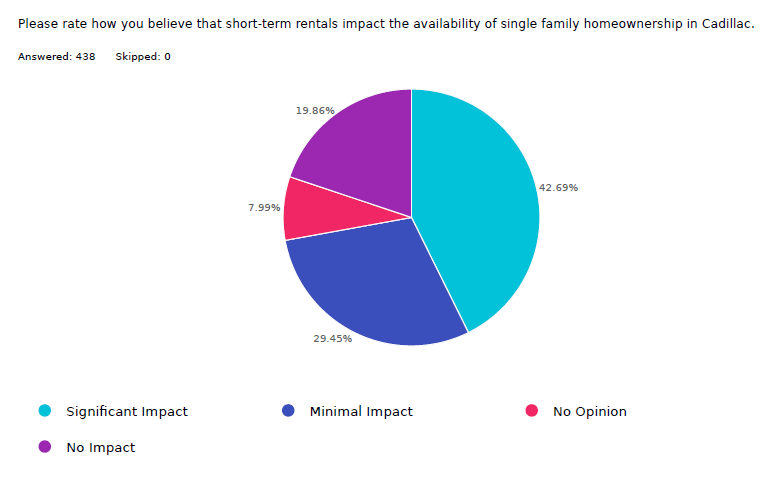 Please rate how you believe that short-term rentals impact the availability of single family homeownership in Cadillac.
Answered: 438 Skipped: 0
19.86%
42.69%
7.99%
29.45%
Significant Impact Minimal Impact No Opinion
No Impact